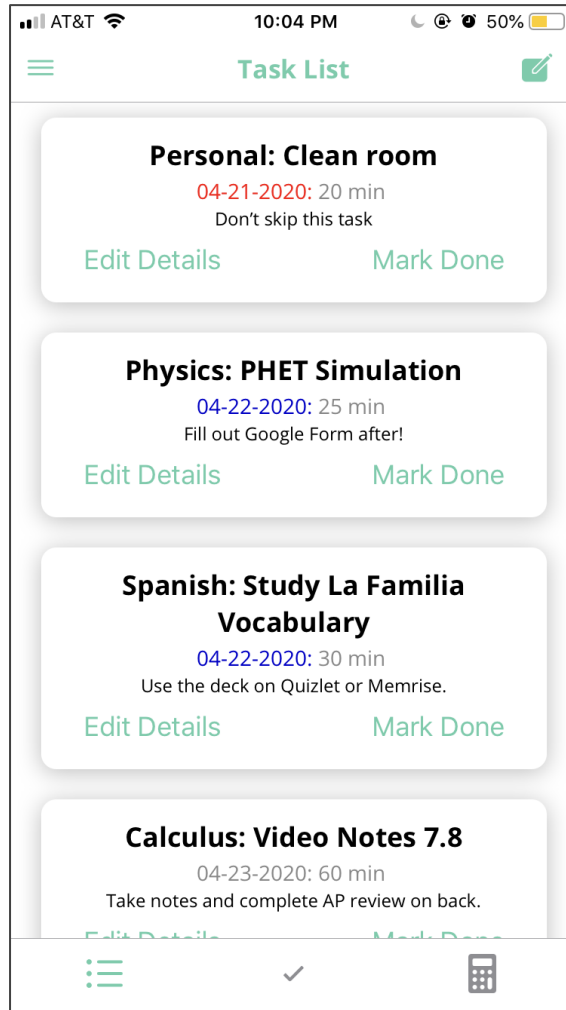 AT&T 10:04 PM 50%
Task List
Personal: Clean room
04-21-2020: 20 min
Don't skip this task
Edit Details Mark Done
Physics: PHET Simulation
04-22-2020: 25 min
Fill out Google Form after!
Edit Details Mark Done
Spanish: Study La Familia
Vocabulary
04-22-2020: 30 min
Use the deck on Quizlet or Memrise.
Edit Details Mark Done
Calculus: Video Notes 7.8
04-23-2020: 60 min
Take notes and complete AP review on back.
Edit Details Mark Done